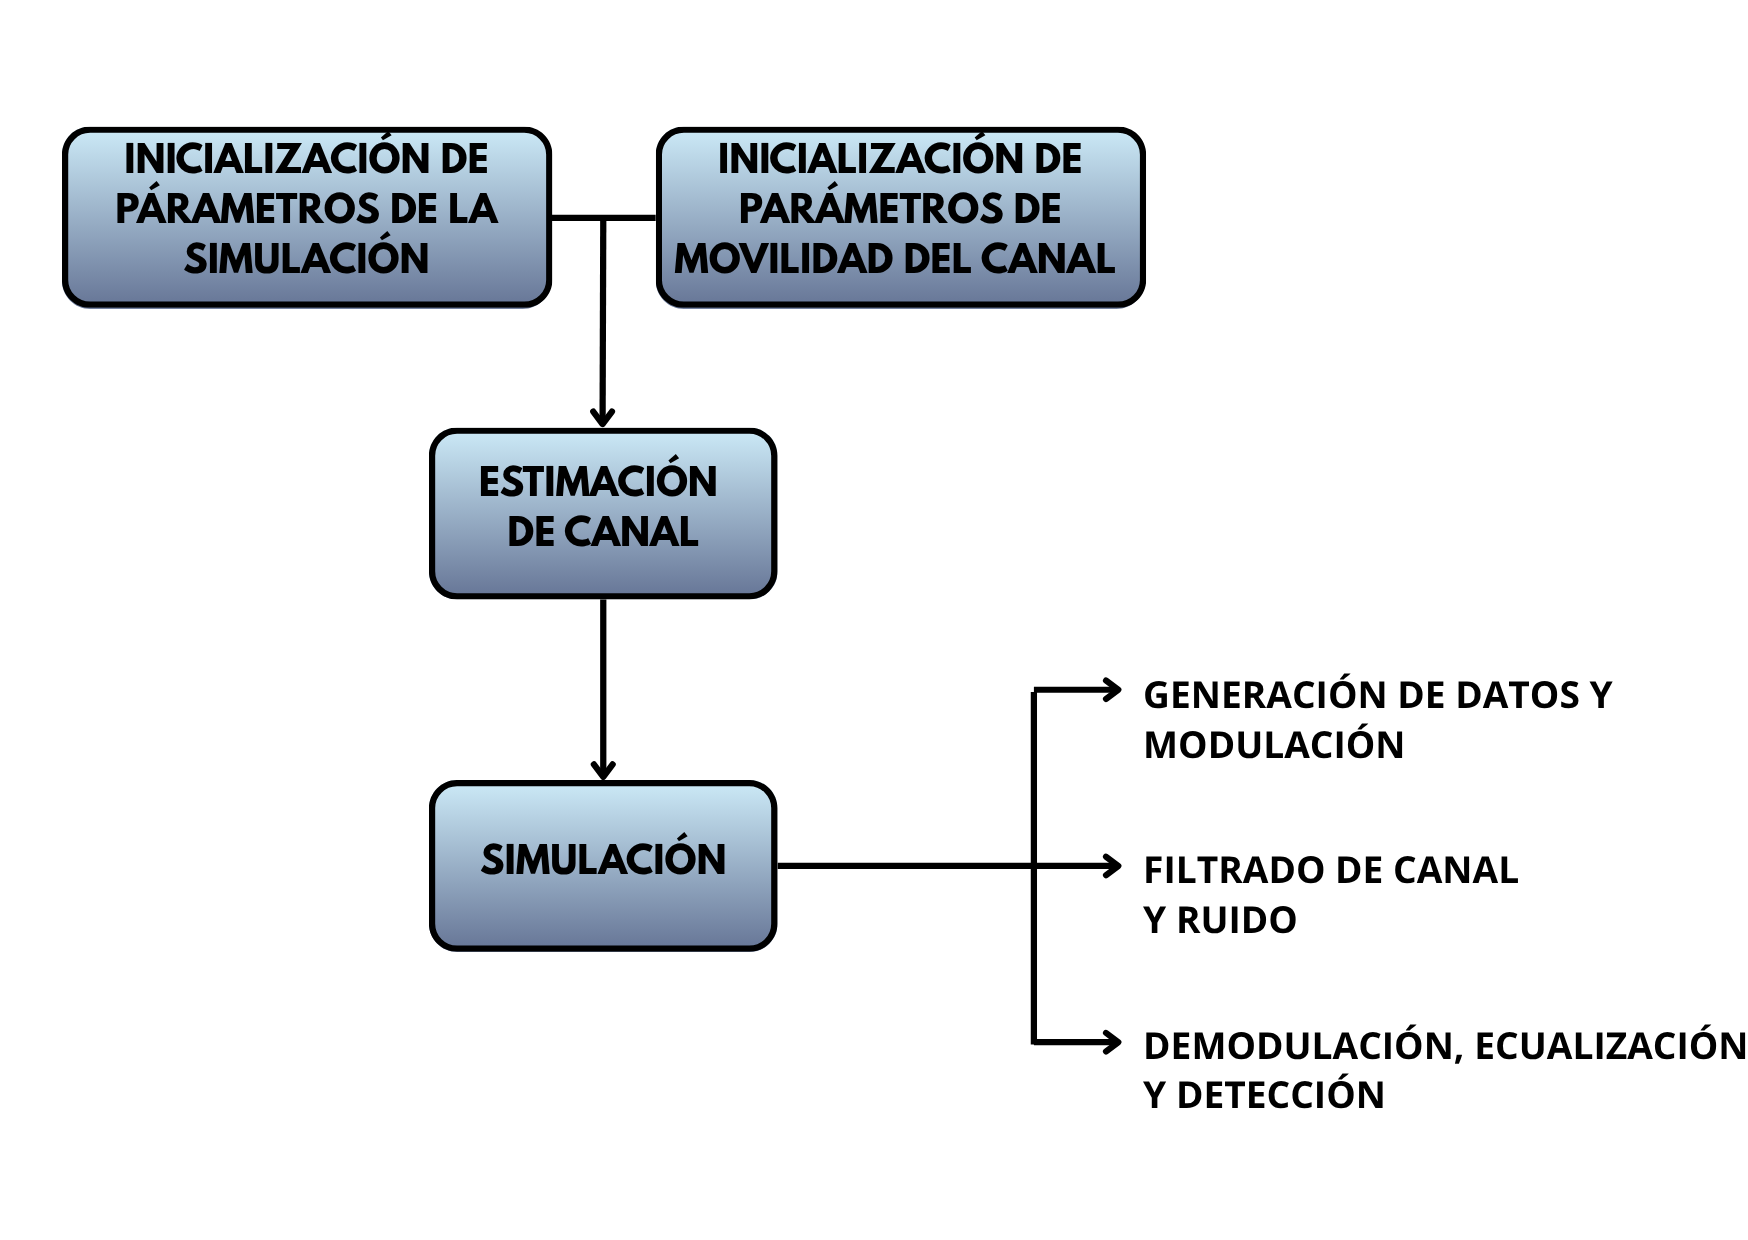 INICIALIZACIÓN DE
PÁRAMETROS DE LA
SIMULACIÓN
INICIALIZACIÓN DE
PARÁMETROS DE
MOVILIDAD DEL CANAL
ESTIMACIÓN
DE CANAL
SIMULACIÓN
GENERACIÓN DE DATOS Y
MODULACIÓN
FILTRADO DE CANAL
Y RUIDO
DEMODULACIÓN, ECUALIZACIÓN
Y DETECCIÓN